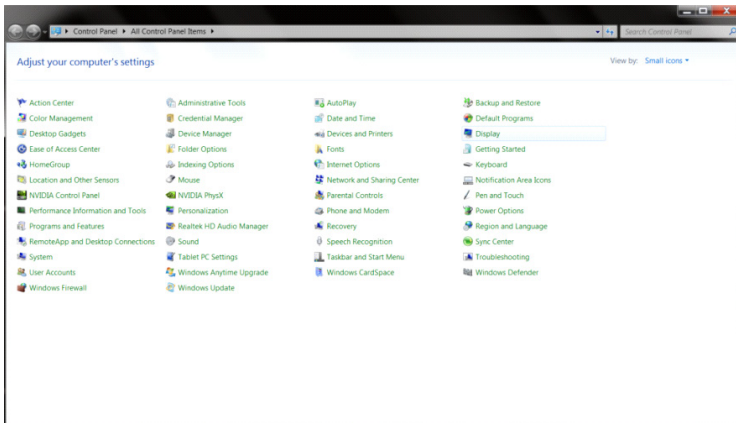 Control Panel ▸ All Control Panel Items ▸ Search Control Panel
Adjust your computer's settings View by: Small icons
Action Center Administrative Tools AutoPlay Backup and Restore
Color Management Credential Manager Date and Time Default Programs
Desktop Gadgets Device Manager Devices and Printers Display
Ease of Access Center Folder Options Fonts Getting Started
HomeGroup Indexing Options Internet Options Keyboard
Location and Other Sensors Mouse Network and Sharing Center Notification Area Icons
NVIDIA Control Panel NVIDIA PhysX Parental Controls Pen and Touch
Performance Information and Tools Personalization Phone and Modem Power Options
Programs and Features Realtek HD Audio Manager Recovery Region and Language
RemoteApp and Desktop Connections Sound Speech Recognition Sync Center
System Tablet PC Settings Taskbar and Start Menu Troubleshooting
User Accounts Windows Anytime Upgrade Windows CardSpace Windows Defender
Windows Firewall Windows Update